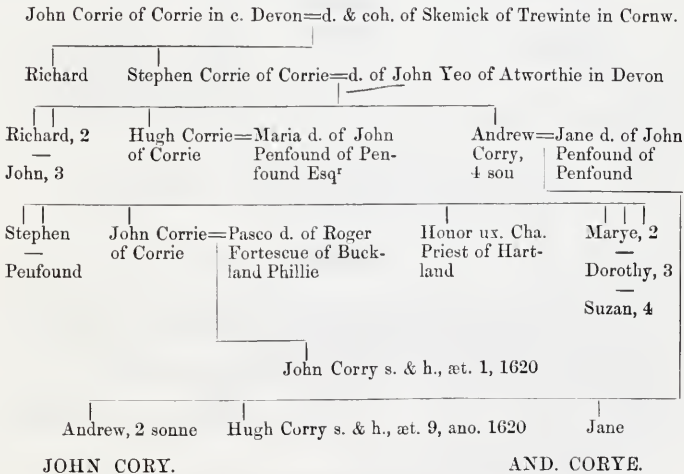 John Corrie of Corrie in c. Devon=d. & coh. of Skemick of Trewinte in Cornw.
Richard Stephen Corrie of Corrie=d. of John Yeo of Atworthie in Devon
Richard, 2 Hugh Corrie=Maria d. of John Andrew=Jane d. of John
— of Corrie Penfound of Pen- Corry, Penfound of
John, 3 found Esqr 4 sou Penfound
Stephen John Corrie=Pasco d. of Roger Honor ux. Cha. Marye, 2
— of Corrie Fortescue of Buck- Priest of Hart- —
Penfound land Phillie land Dorothy, 3
—
Suzan, 4
John Corry s. & h., æt. 1, 1620
Andrew, 2 sonne Hugh Corry s. & h., æt. 9, ano. 1620 Jane
JOHN CORY. AND. CORYE.